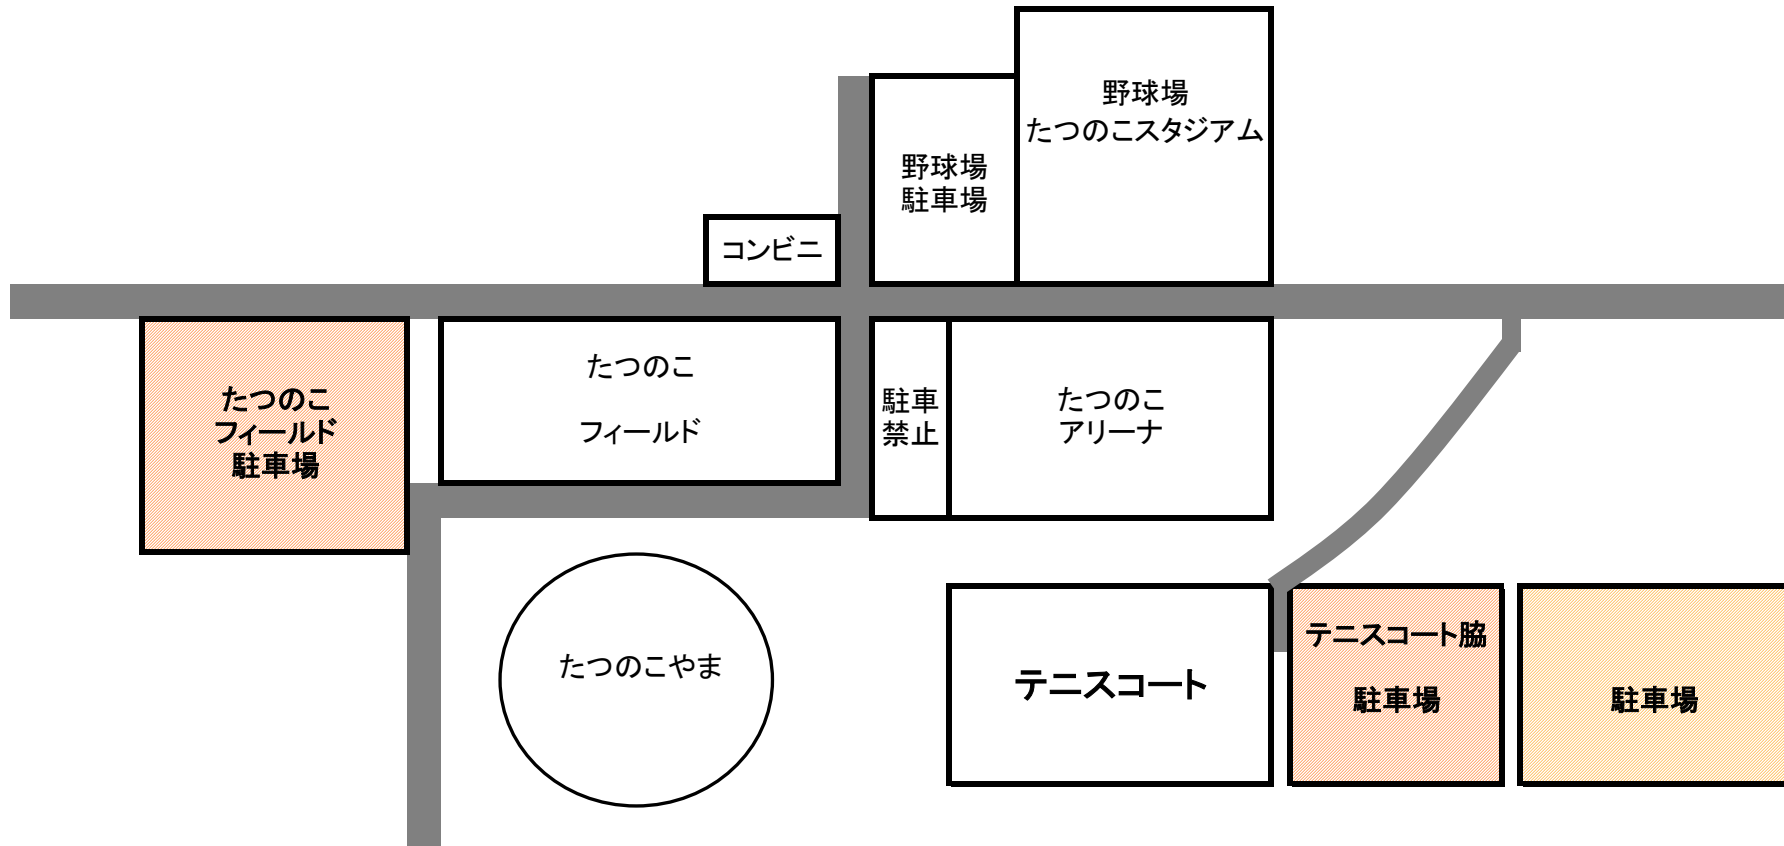 野球場
たつのこスタジアム
野球場
駐車場
コンビニ
たつのこ
フィールド
駐車場
たつのこ
フィールド
駐車
禁止
たつのこ
アリーナ
たつのこやま
テニスコート
テニスコート脇
駐車場
駐車場